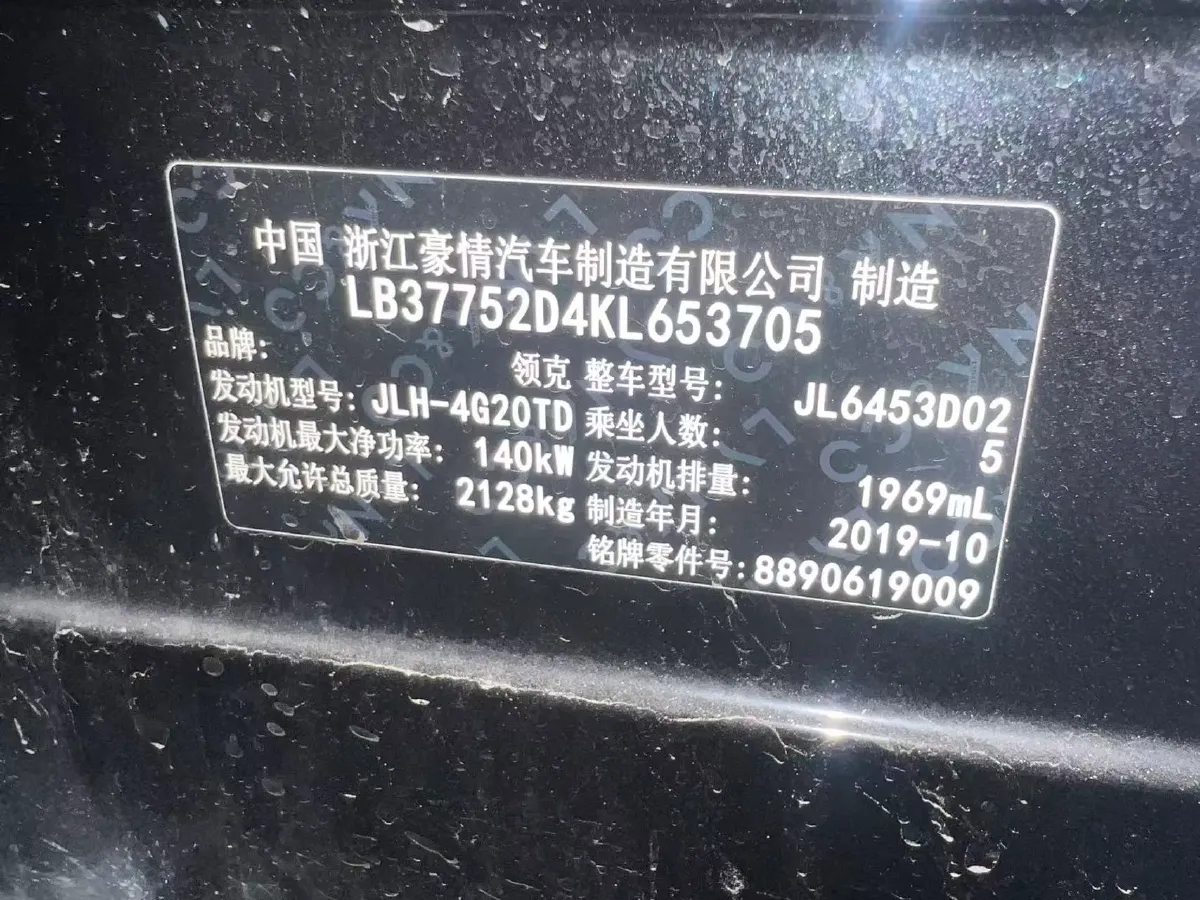 中国 浙江豪情汽车制造有限公司 制造
LB37752D4KL653705
品牌: 领克 整车型号: JL6453D02
发动机型号: JLH-4G20TD 乘坐人数: 5
发动机最大净功率: 140kW 发动机排量: 1969mL
最大允许总质量: 2128kg 制造年月: 2019-10
铭牌零件号: 8890619009